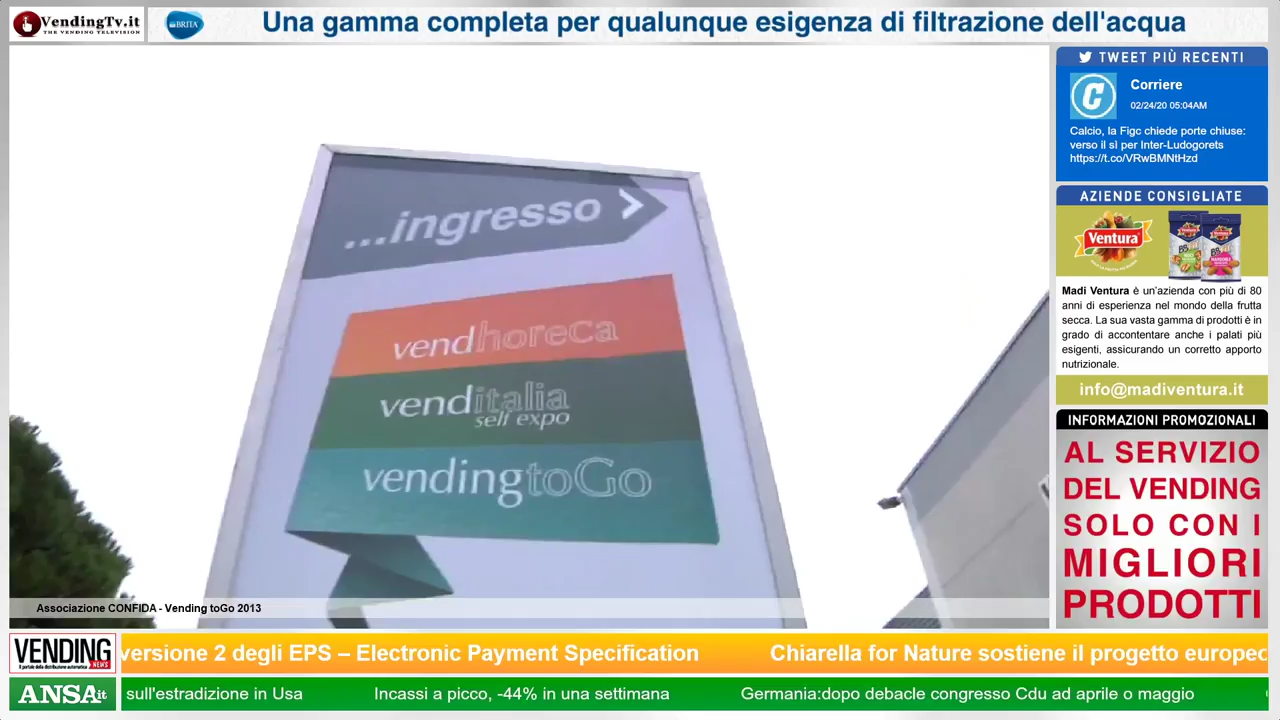 VendingTv.it
THE VENDING TELEVISION
BRITA
Una gamma completa per qualunque esigenza di filtrazione dell'acqua
...ingresso
vendhoreca
venditalia
self expo
vendingtoGo
Associazione CONFIDA - Vending toGo 2013
TWEET PIÙ RECENTI
Corriere
02/24/20 05:04AM
Calcio, la Figc chiede porte chiuse:
verso il sì per Inter-Ludogorets
https://t.co/VRwBMNtHzd
AZIENDE CONSIGLIATE
Ventura
Madi Ventura è un'azienda con più di 80
anni di esperienza nel mondo della frutta
secca. La sua vasta gamma di prodotti è in
grado di accontentare anche i palati più
esigenti, assicurando un corretto apporto
nutrizionale.
info@madiventura.it
INFORMAZIONI PROMOZIONALI
AL SERVIZIO
DEL VENDING
SOLO CON I
MIGLIORI
PRODOTTI
VENDING
NEWS
Il portale della distribuzione automatica
versione 2 degli EPS – Electronic Payment Specification
Chiarella for Nature sostiene il progetto europeo
ANSA.it
sull'estradizione in Usa
Incassi a picco, -44% in una settimana
Germania:dopo debacle congresso Cdu ad aprile o maggio